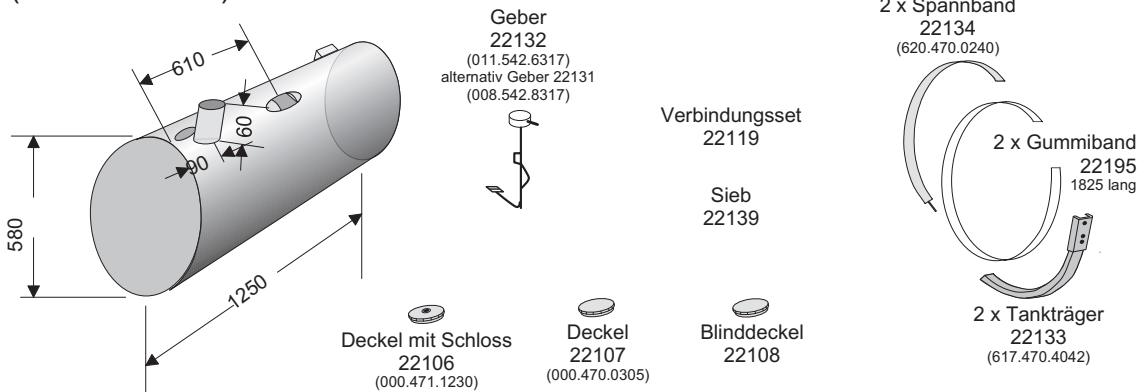 610
60
90
580
1250
Geber
22132
(011.542.6317)
alternativ Geber 22131
(008.542.8317)
Verbindungsset
22119
Sieb
22139
2 x Spannband
22134
(620.470.0240)
2 x Gummiband
22195
1825 lang
2 x Tankträger
22133
(617.470.4042)
Deckel mit Schloss
22106
(000.471.1230)
Deckel
22107
(000.470.0305)
Blinddeckel
22108